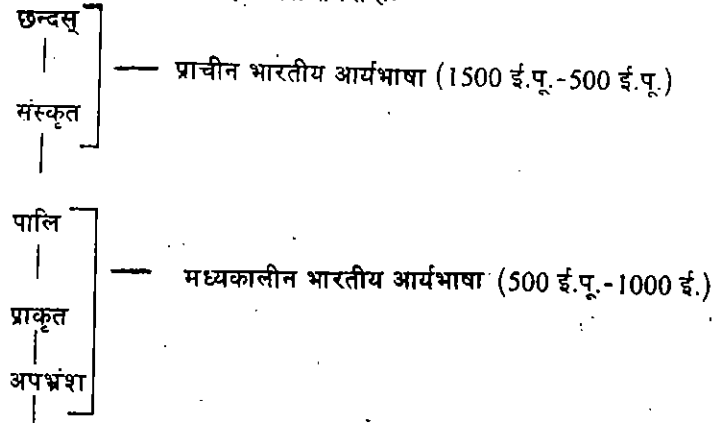 छन्दस्
प्राचीन भारतीय आर्यभाषा (1500 ई.पू.-500 ई.पू.)
संस्कृत
पालि
मध्यकालीन भारतीय आर्यभाषा (500 ई.पू.-1000 ई.)
प्राकृत
अपभ्रंश